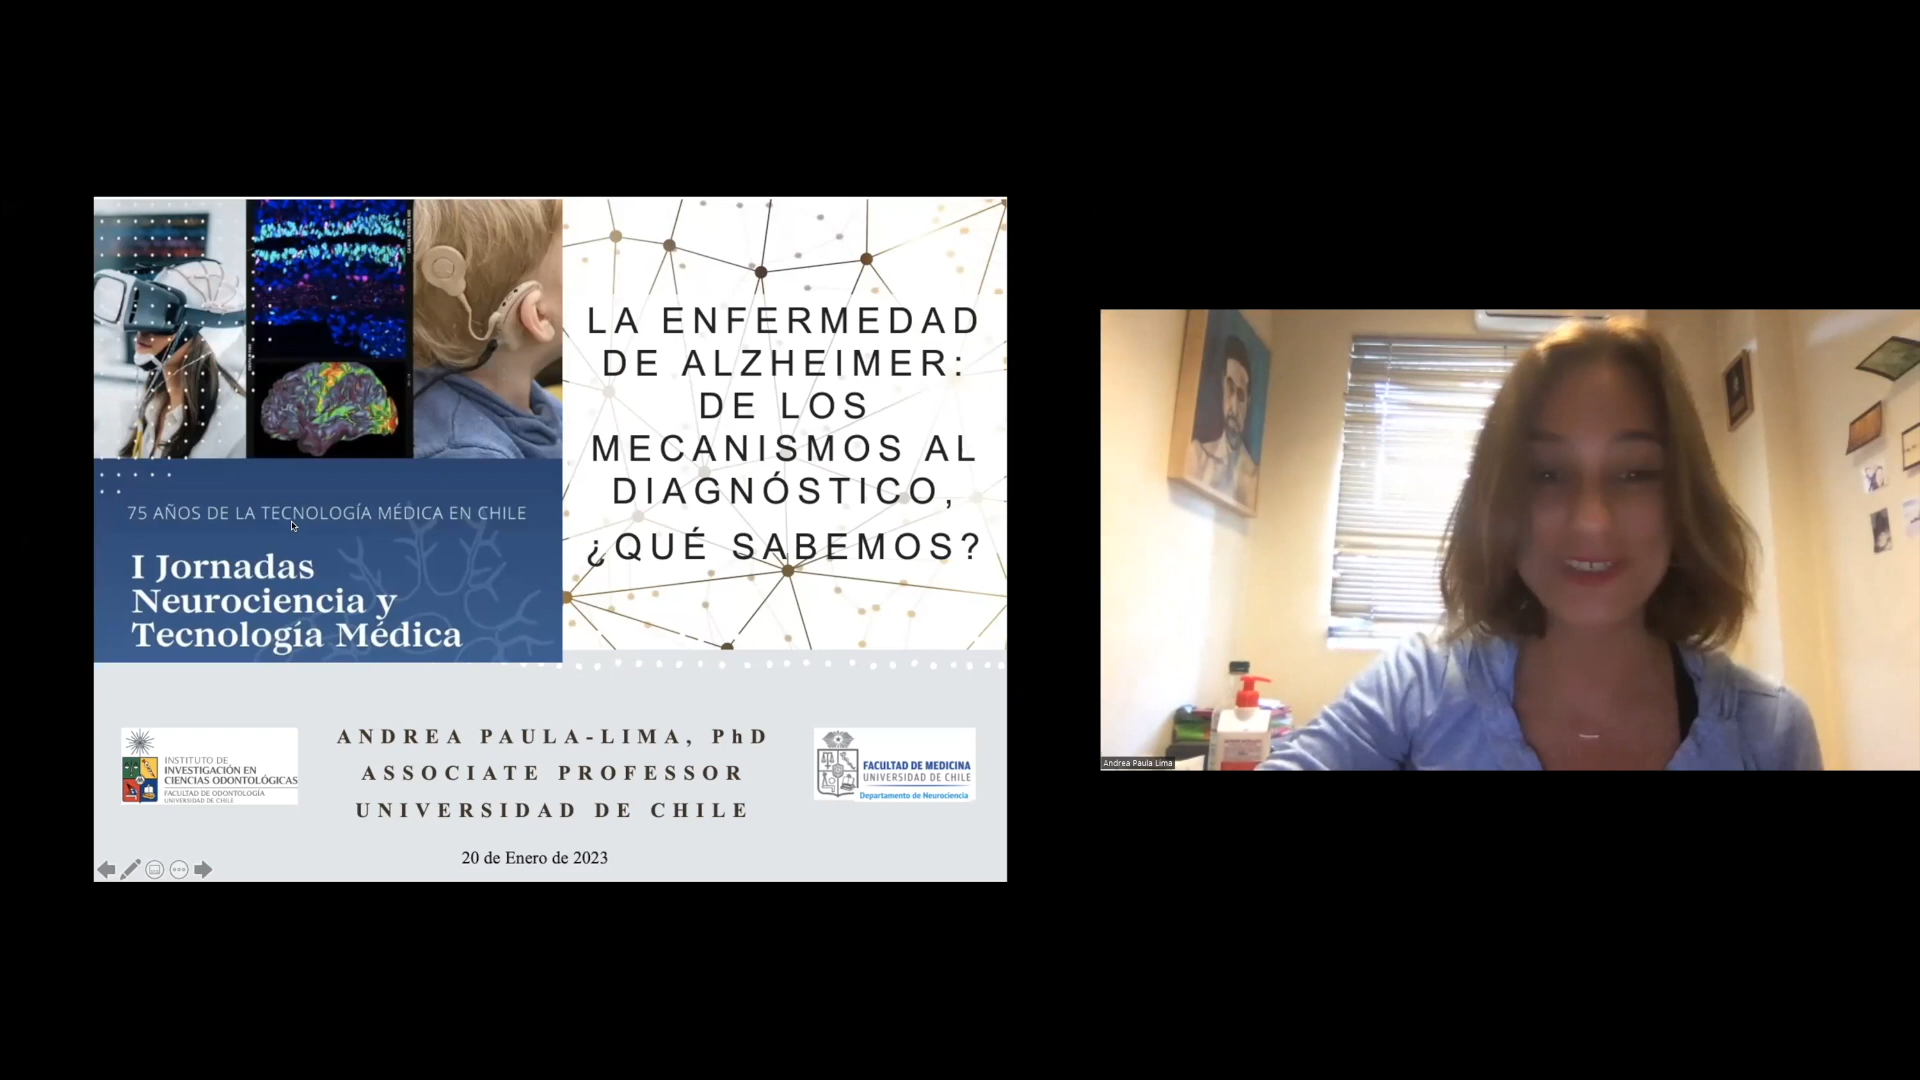 75 AÑOS DE LA TECNOLOGÍA MÉDICA EN CHILE
I Jornadas
Neurociencia y
Tecnología Médica
LA ENFERMEDAD
DE ALZHEIMER:
DE LOS
MECANISMOS AL
DIAGNÓSTICO,
¿QUÉ SABEMOS?
INSTITUTO DE
INVESTIGACIÓN EN
CIENCIAS ODONTOLÓGICAS
FACULTAD DE ODONTOLOGÍA
UNIVERSIDAD DE CHILE
ANDREA PAULA-LIMA, PhD
ASSOCIATE PROFESSOR
UNIVERSIDAD DE CHILE
20 de Enero de 2023
FACULTAD DE MEDICINA
UNIVERSIDAD DE CHILE
Departamento de Neurociencia
Andrea Paula Lima